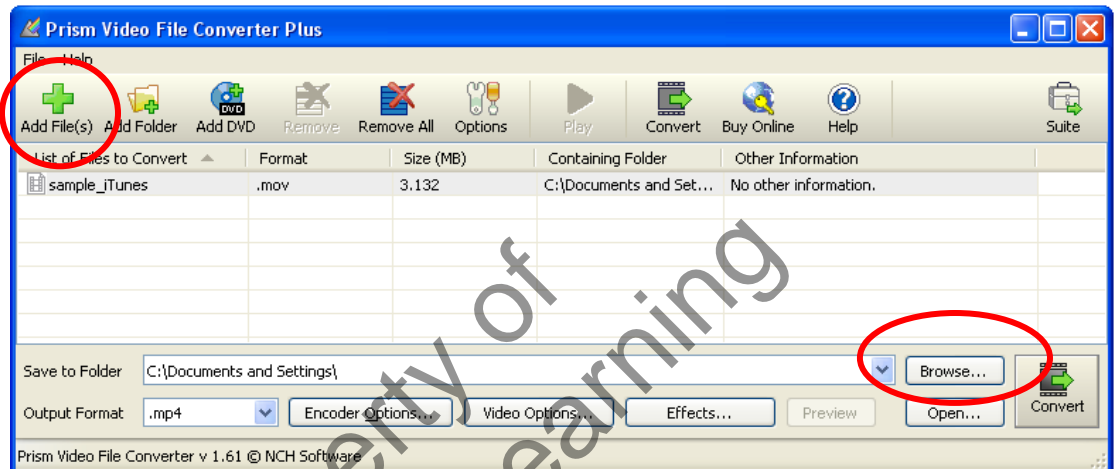 Prism Video File Converter Plus
File Help
Add File(s) Add Folder Add DVD Remove Remove All Options Play Convert Buy Online Help Suite
List of Files to Convert Format Size (MB) Containing Folder Other Information
sample_iTunes .mov 3.132 C:\Documents and Set... No other information.
Save to Folder C:\Documents and Settings\ Browse...
Output Format .mp4 Encoder Options... Video Options... Effects... Preview Open... Convert
Prism Video File Converter v 1.61 © NCH Software
erty of
earning